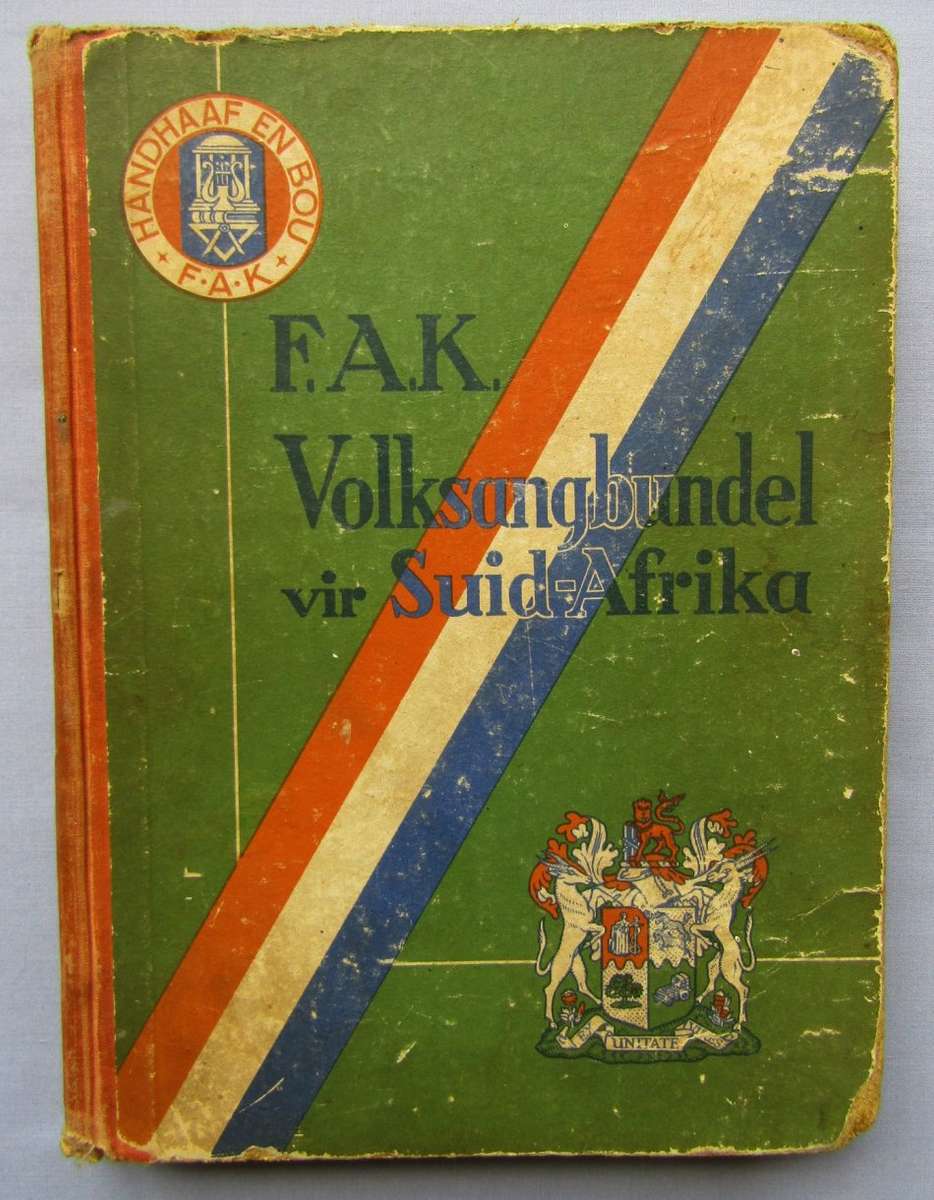 HANDHAAF EN BOU
F·A·K
F.A.K.
Volksangbundel
vir Suid-Afrika
UNITATE